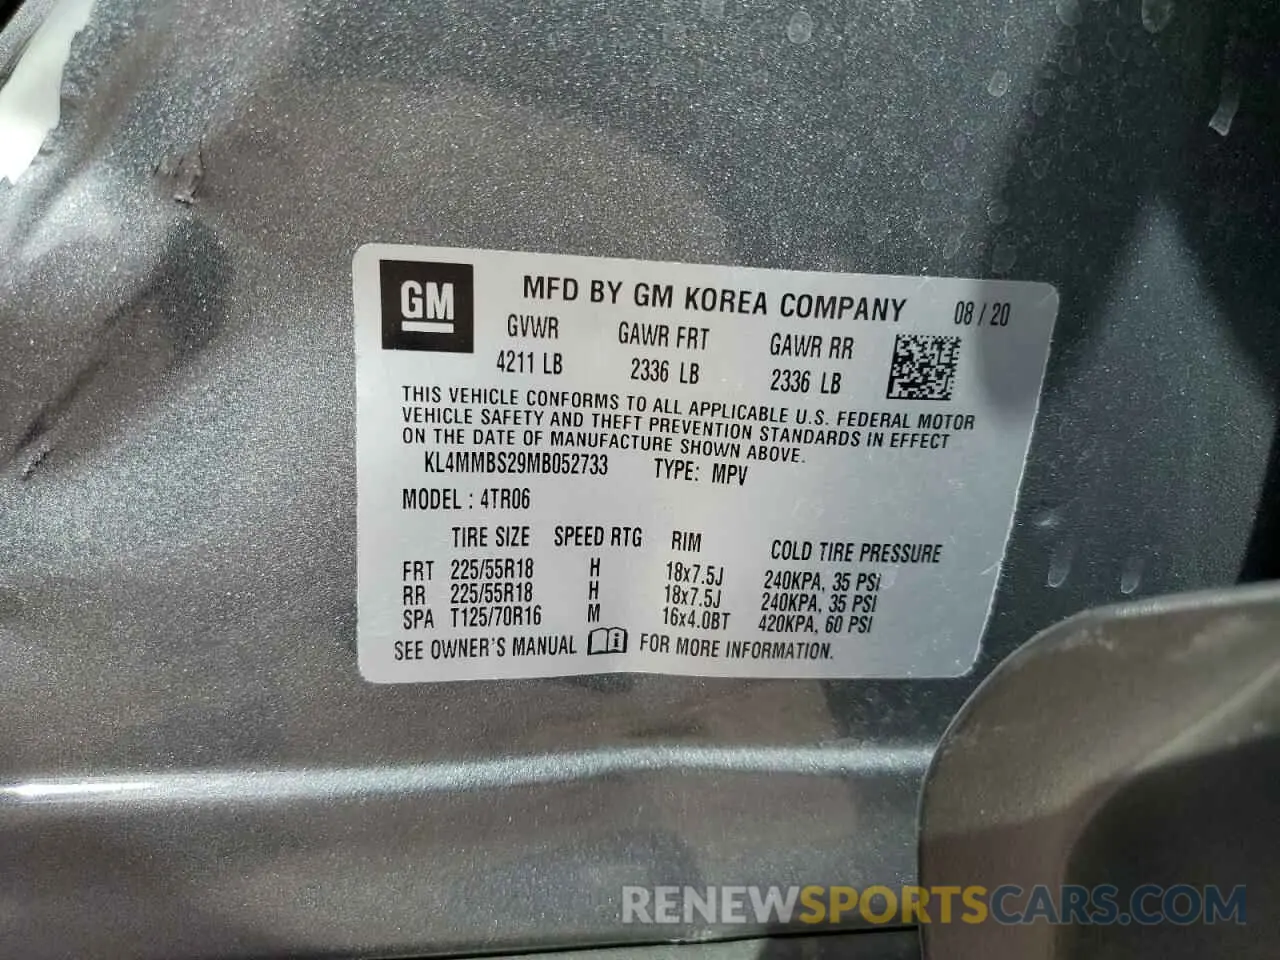 GM
MFD BY GM KOREA COMPANY 08 / 20
GVWR GAWR FRT GAWR RR
4211 LB 2336 LB 2336 LB
THIS VEHICLE CONFORMS TO ALL APPLICABLE U.S. FEDERAL MOTOR
VEHICLE SAFETY AND THEFT PREVENTION STANDARDS IN EFFECT
ON THE DATE OF MANUFACTURE SHOWN ABOVE.
KL4MMBS29MB052733 TYPE: MPV
MODEL : 4TR06
TIRE SIZE SPEED RTG RIM COLD TIRE PRESSURE
FRT 225/55R18 H 18x7.5J 240KPA, 35 PSI
RR 225/55R18 H 18x7.5J 240KPA, 35 PSI
SPA T125/70R16 M 16x4.0BT 420KPA, 60 PSI
SEE OWNER'S MANUAL FOR MORE INFORMATION.
RENEWSPORTSCARS.COM